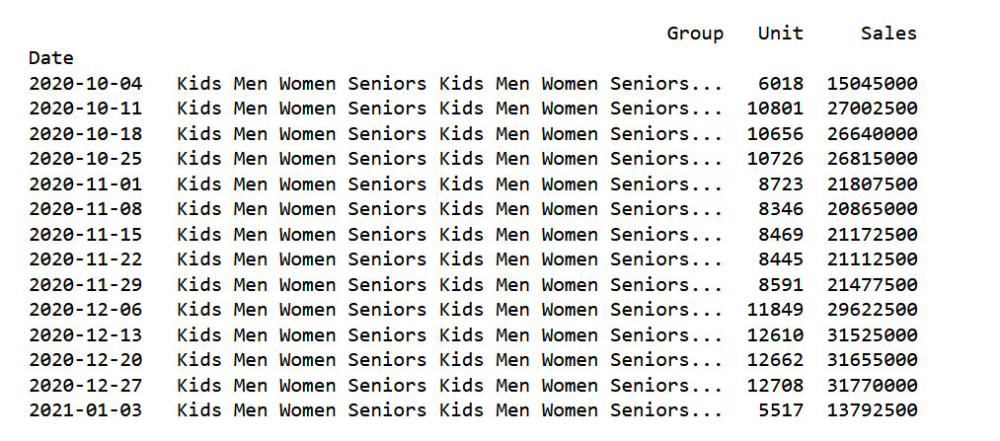 Group Unit Sales
Date
2020-10-04 Kids Men Women Seniors Kids Men Women Seniors... 6018 15045000
2020-10-11 Kids Men Women Seniors Kids Men Women Seniors... 10801 27002500
2020-10-18 Kids Men Women Seniors Kids Men Women Seniors... 10656 26640000
2020-10-25 Kids Men Women Seniors Kids Men Women Seniors... 10726 26815000
2020-11-01 Kids Men Women Seniors Kids Men Women Seniors... 8723 21807500
2020-11-08 Kids Men Women Seniors Kids Men Women Seniors... 8346 20865000
2020-11-15 Kids Men Women Seniors Kids Men Women Seniors... 8469 21172500
2020-11-22 Kids Men Women Seniors Kids Men Women Seniors... 8445 21112500
2020-11-29 Kids Men Women Seniors Kids Men Women Seniors... 8591 21477500
2020-12-06 Kids Men Women Seniors Kids Men Women Seniors... 11849 29622500
2020-12-13 Kids Men Women Seniors Kids Men Women Seniors... 12610 31525000
2020-12-20 Kids Men Women Seniors Kids Men Women Seniors... 12662 31655000
2020-12-27 Kids Men Women Seniors Kids Men Women Seniors... 12708 31770000
2021-01-03 Kids Men Women Seniors Kids Men Women Seniors... 5517 13792500